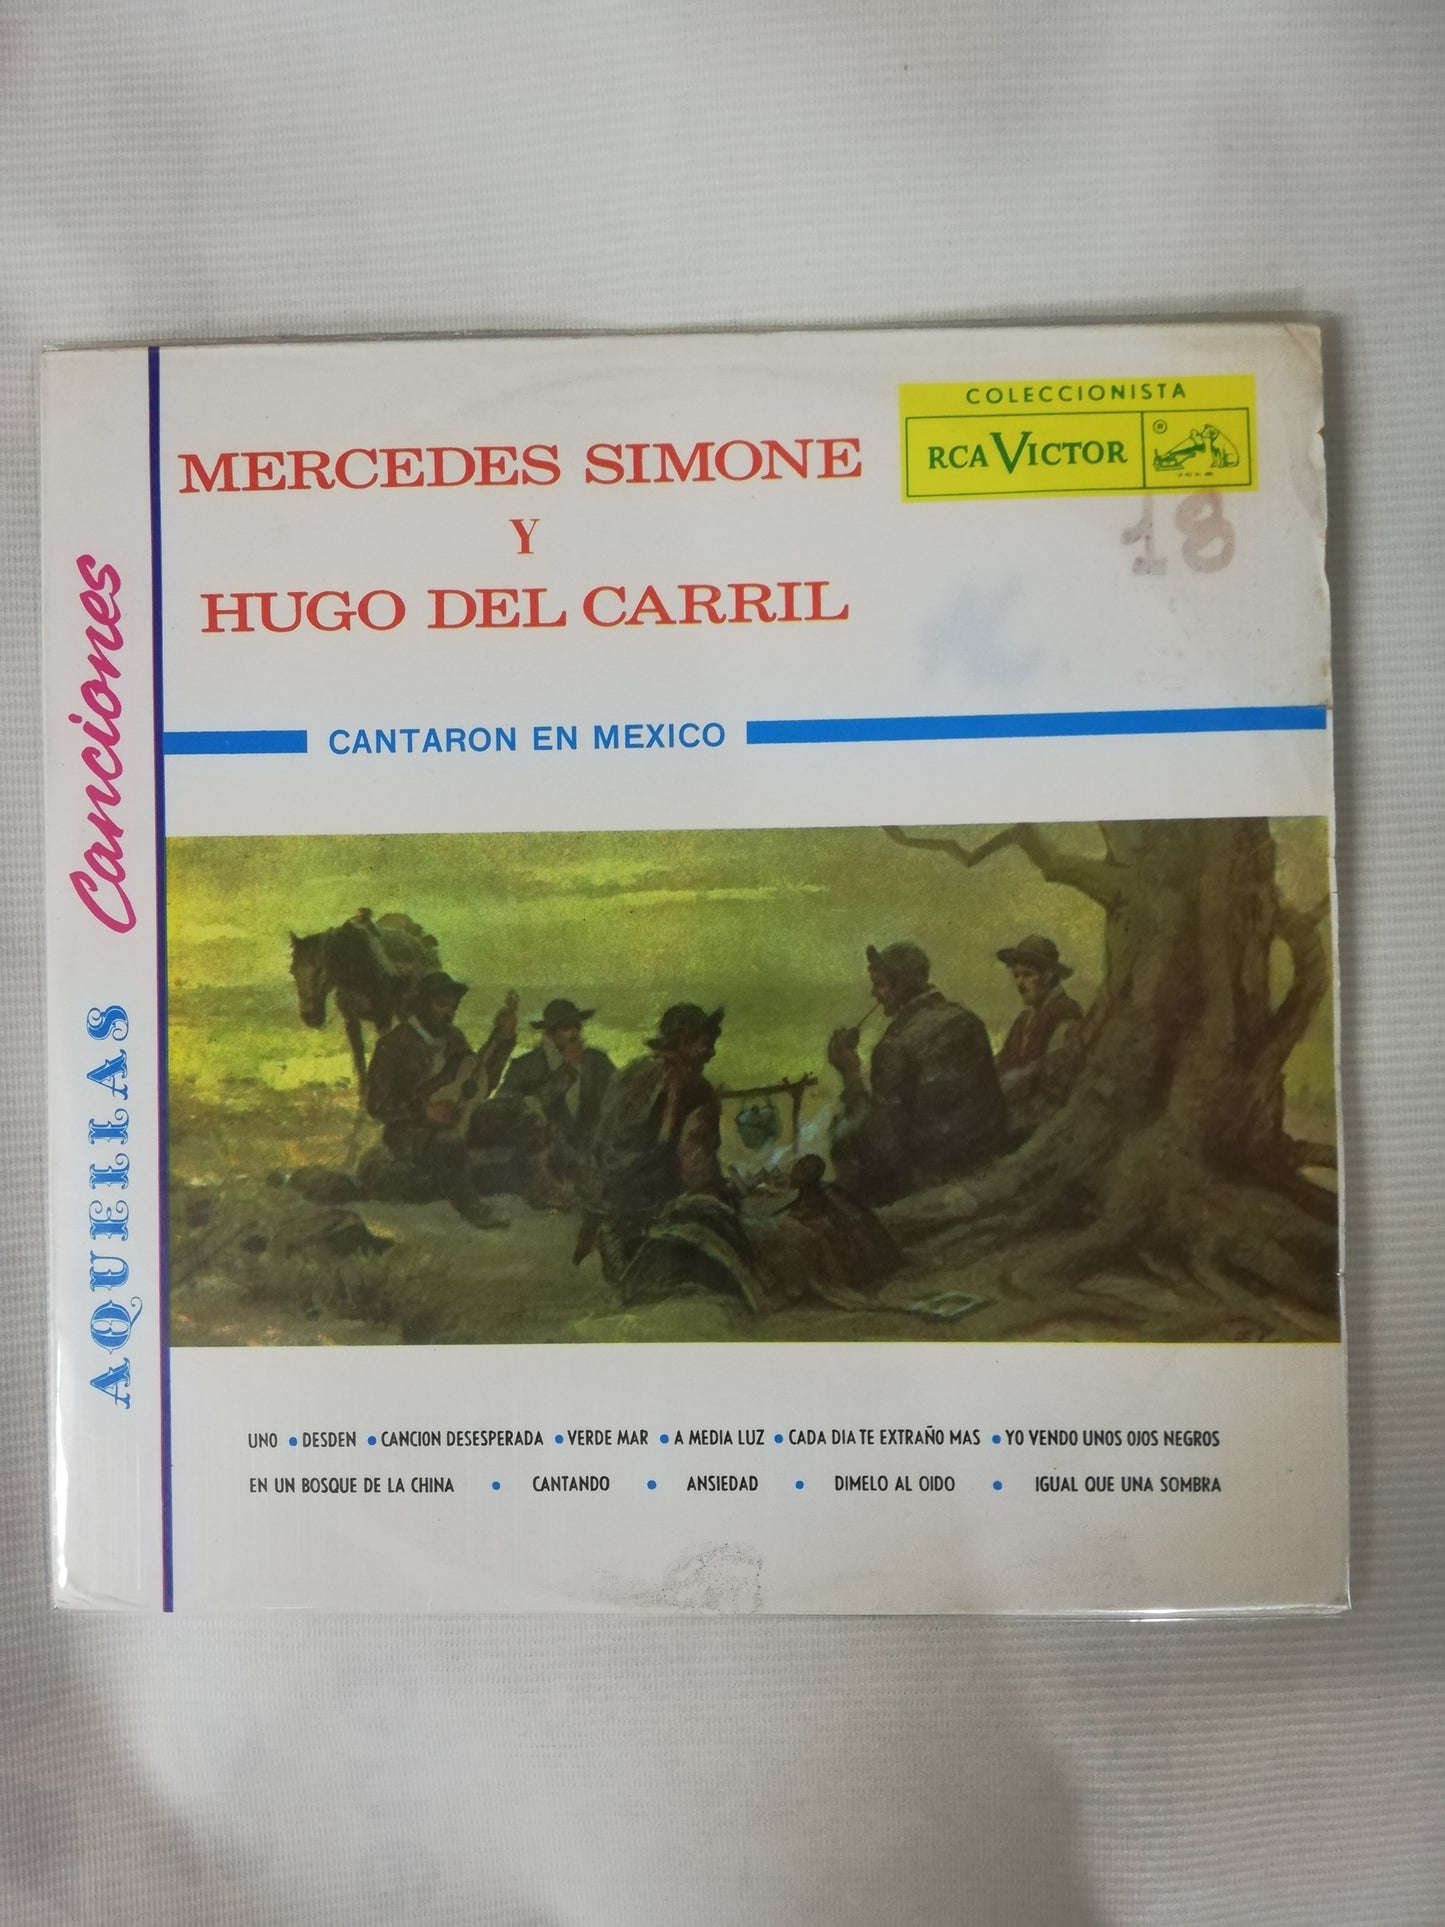 AQUELLAS Canciones
COLECCIONISTA
RCA VICTOR
®
MERCEDES SIMONE
Y
HUGO DEL CARRIL
18
CANTARON EN MEXICO
UNO • DESDEN • CANCION DESESPERADA • VERDE MAR • A MEDIA LUZ • CADA DIA TE EXTRAÑO MAS • YO VENDO UNOS OJOS NEGROS
EN UN BOSQUE DE LA CHINA • CANTANDO • ANSIEDAD • DIMELO AL OIDO • IGUAL QUE UNA SOMBRA